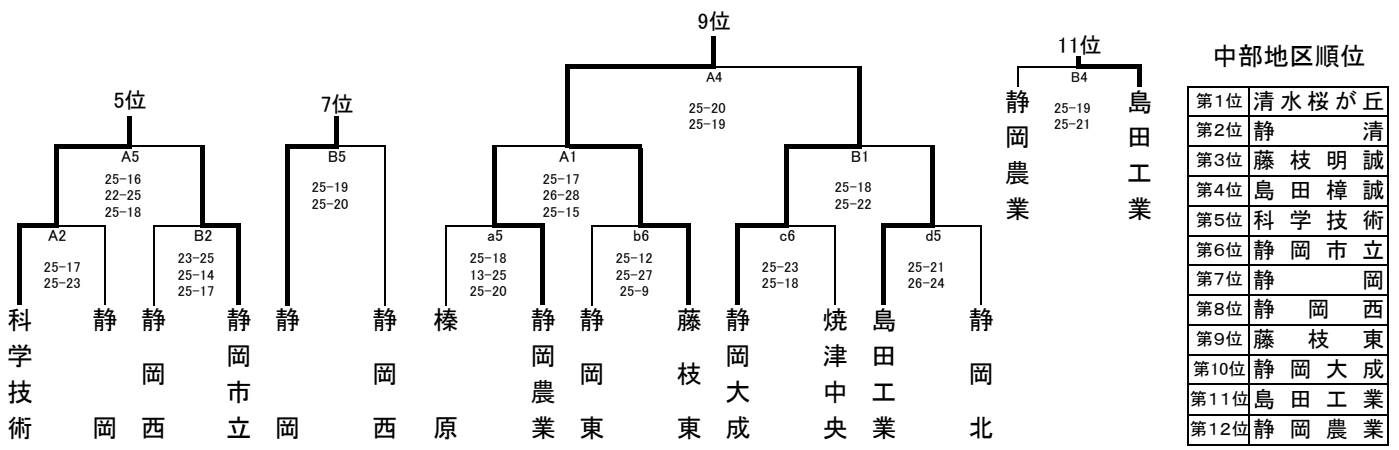 9位
11位
中部地区順位
A4
B4
5位
7位
25-20
25-19
静岡農業
25-19
25-21
島田工業
第1位 清水桜が丘
第2位 静清
第3位 藤枝明誠
第4位 島田樟誠
第5位 科学技術
第6位 静岡市立
第7位 静岡
第8位 静岡西
第9位 藤枝東
第10位 静岡大成
第11位 島田工業
第12位 静岡農業
A5
B5
A1
B1
25-16
22-25
25-18
25-19
25-20
25-17
26-28
25-15
25-18
25-22
A2
B2
a5
b6
c6
d5
25-17
25-23
23-25
25-14
25-17
25-18
13-25
25-20
25-12
25-27
25-9
25-23
25-18
25-21
26-24
科学技術
静岡
静岡西
静岡市立
静岡
静岡西
榛原
静岡農業
静岡東
藤枝東
静岡大成
焼津中央
島田工業
静岡北